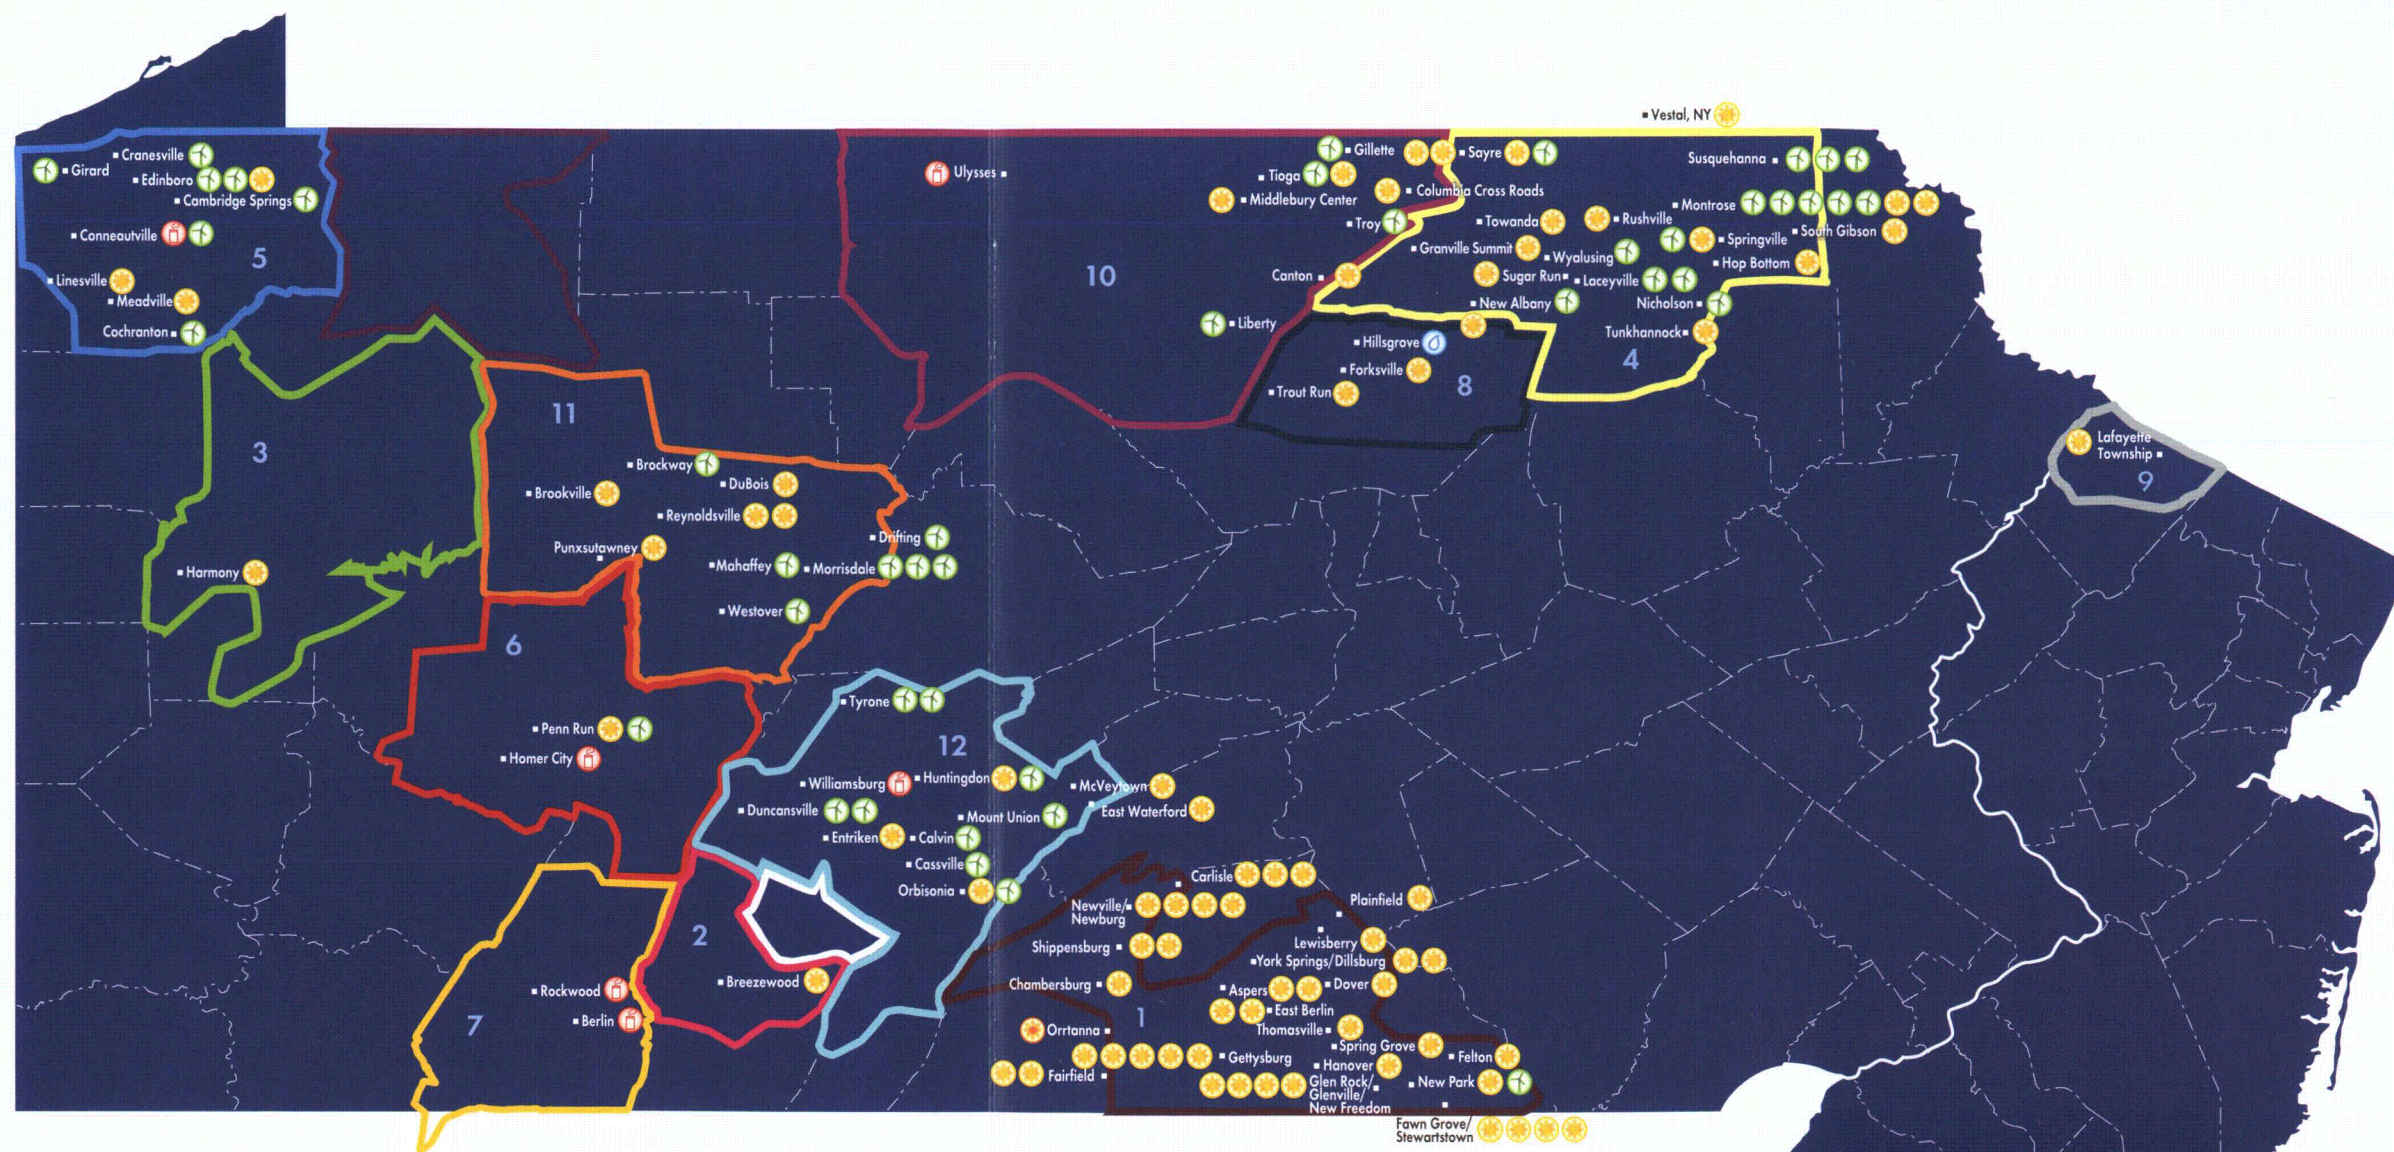 Vestal, NY
Cranesville
Girard
Edinboro
Cambridge Springs
Conneautville
5
Linesville
Meadville
Cochranton
Ulysses
Gillette
Tioga
Middlebury Center
Columbia Cross Roads
Troy
10
Canton
Liberty
Sayre
Susquehanna
Montrose
Towanda
Rushville
South Gibson
Springville
Granville Summit
Wyalusing
Hop Bottom
Sugar Run
Laceyville
New Albany
Nicholson
Tunkhannock
4
Hillsgrove
Forksville
Trout Run
8
Lafayette
Township
9
3
Harmony
11
Brockway
DuBois
Brookville
Reynoldsville
Drifting
Punxsutawney
Mahaffey
Morrisdale
Westover
6
Penn Run
Homer City
Tyrone
12
Williamsburg
Huntingdon
McVeytown
Duncansville
Mount Union
East Waterford
Entriken
Calvin
Cassville
Orbisonia
2
Breezewood
7
Rockwood
Berlin
Carlisle
Newville/
Newburg
Plainfield
Shippensburg
Lewisberry
York Springs/Dillsburg
Chambersburg
Aspers
Dover
East Berlin
1
Orrtanna
Thomasville
Spring Grove
Gettysburg
Felton
Hanover
Fairfield
Glen Rock/
Glenville/
New Freedom
New Park
Fawn Grove/
Stewartstown